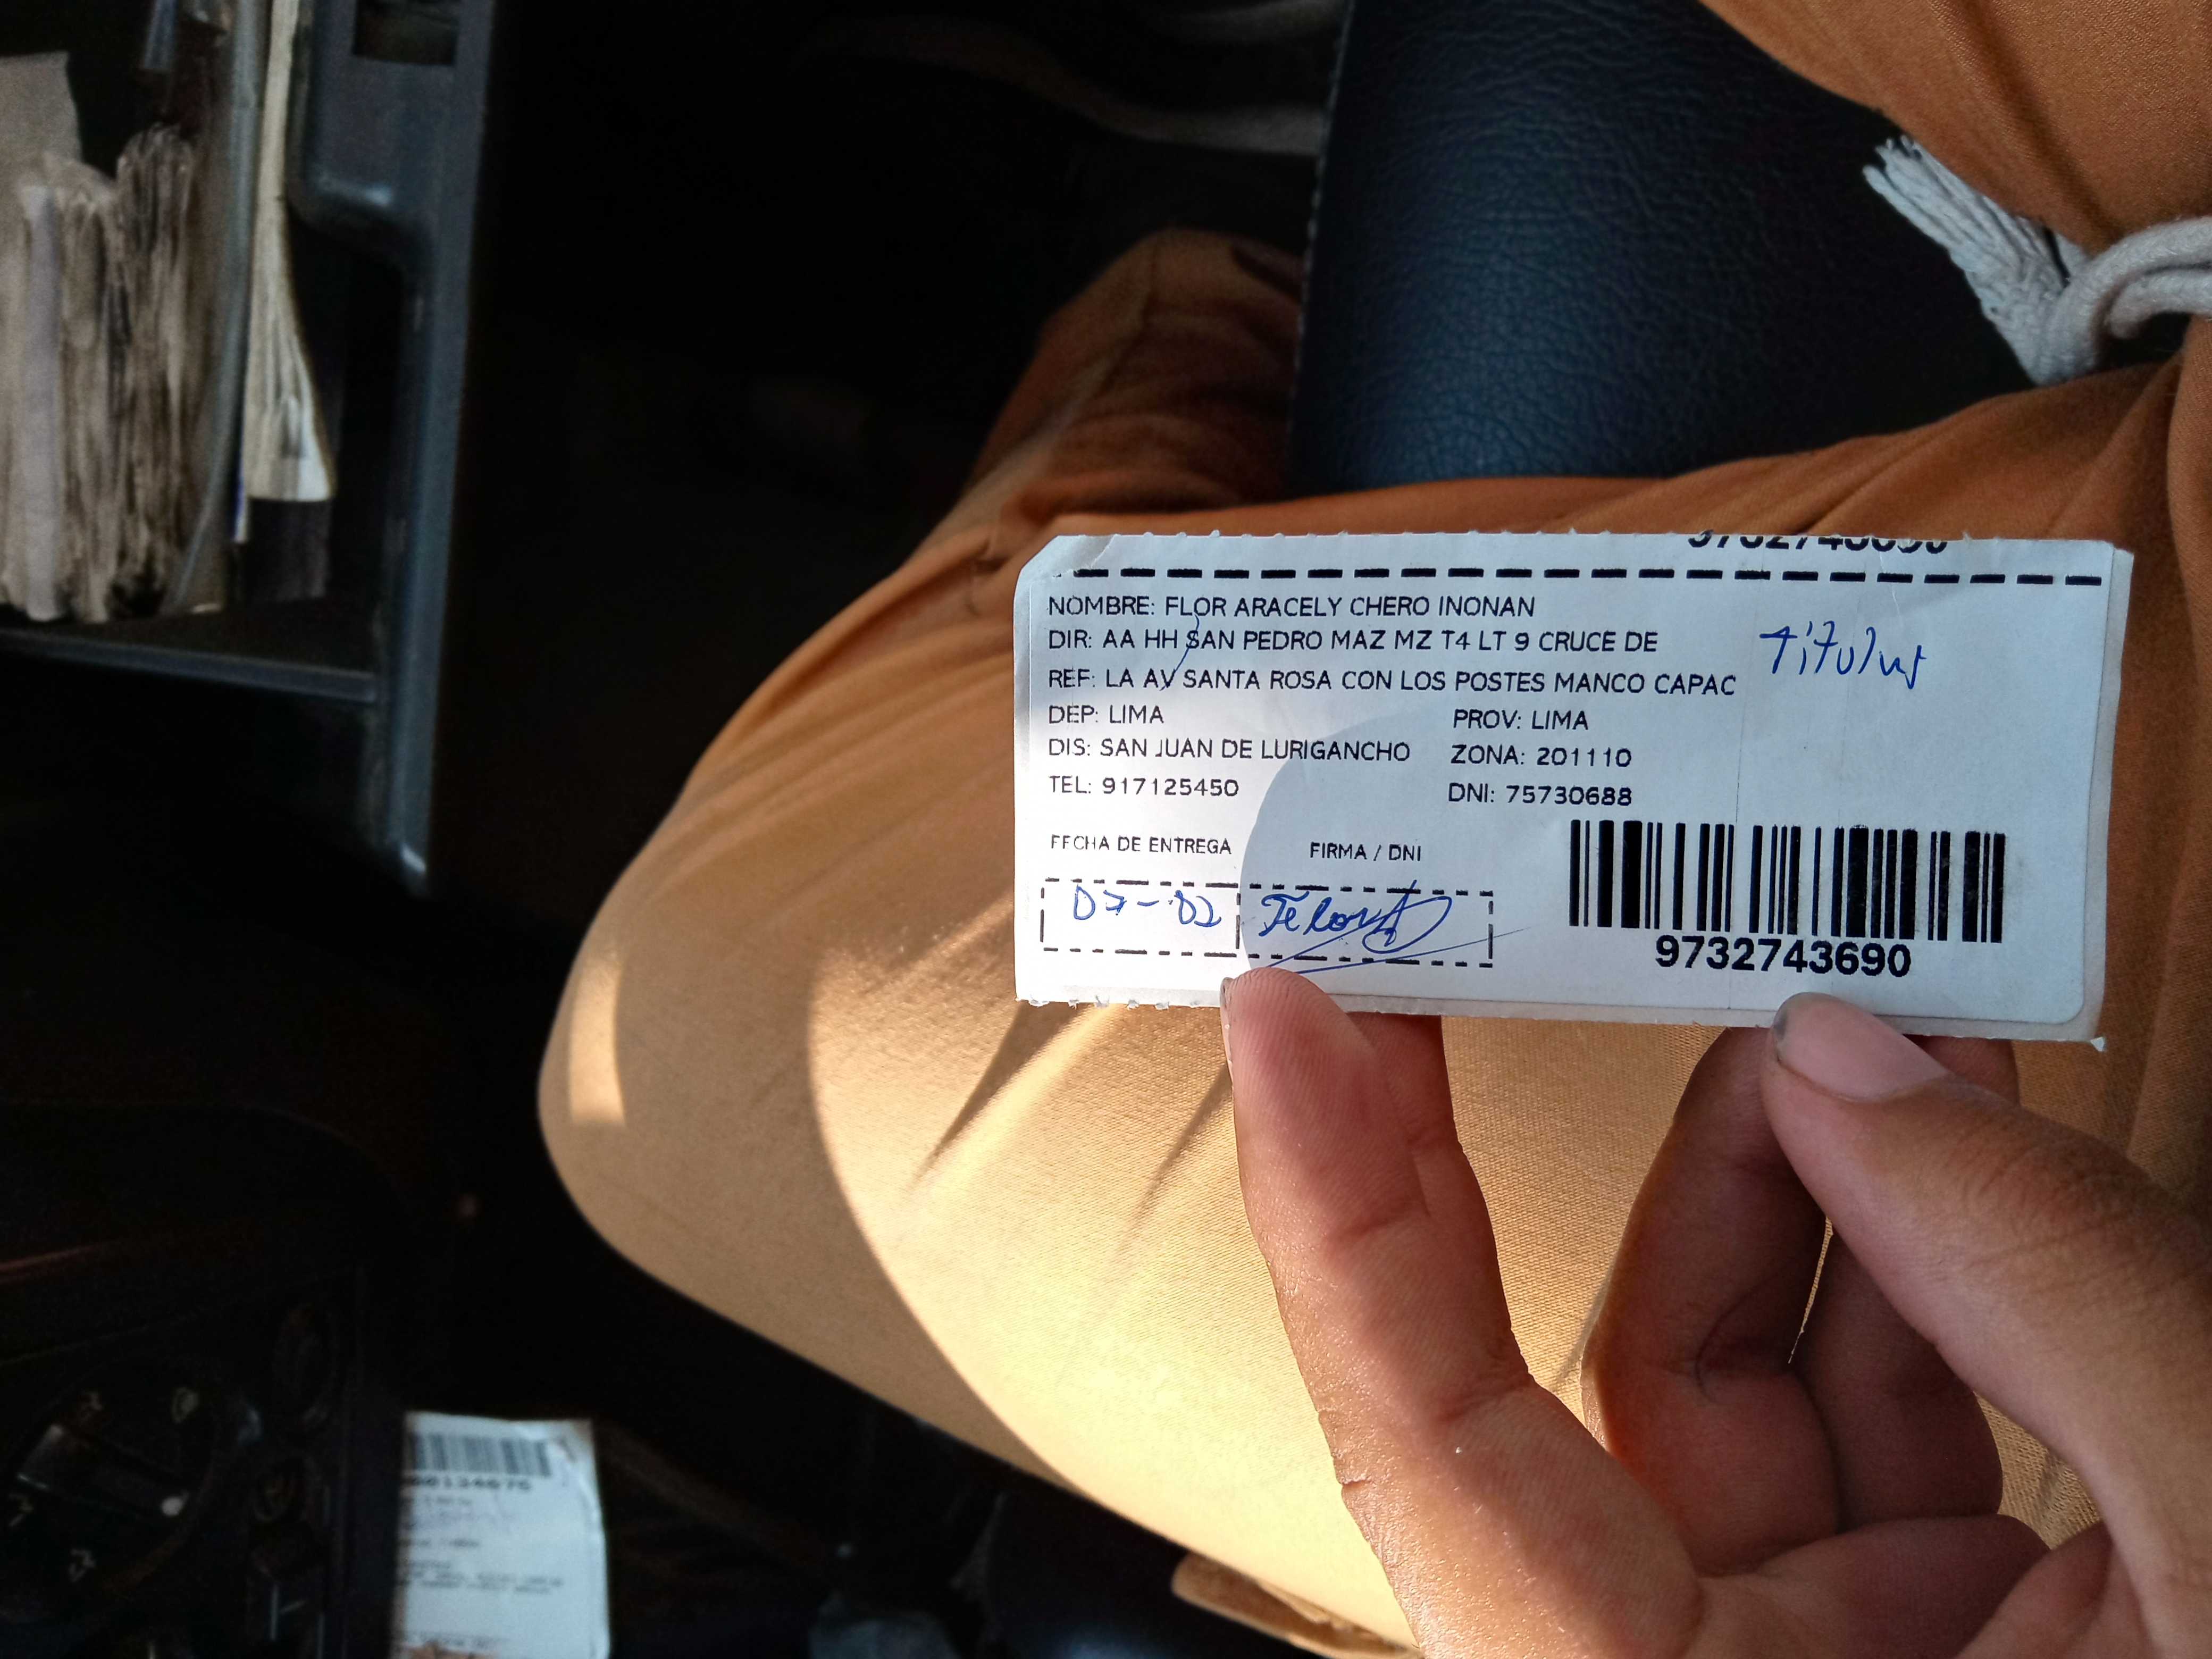 NOMBRE: FLOR ARACELY CHERO INONAN
DIR: AA HH SAN PEDRO MAZ MZ T4 LT 9 CRUCE DE
REF: LA AV SANTA ROSA CON LOS POSTES MANCO CAPAC
titular
DEP: LIMA PROV: LIMA
DIS: SAN JUAN DE LURIGANCHO ZONA: 201110
TEL: 917125450 DNI: 75730688
FECHA DE ENTREGA FIRMA / DNI
07-02
9732743690